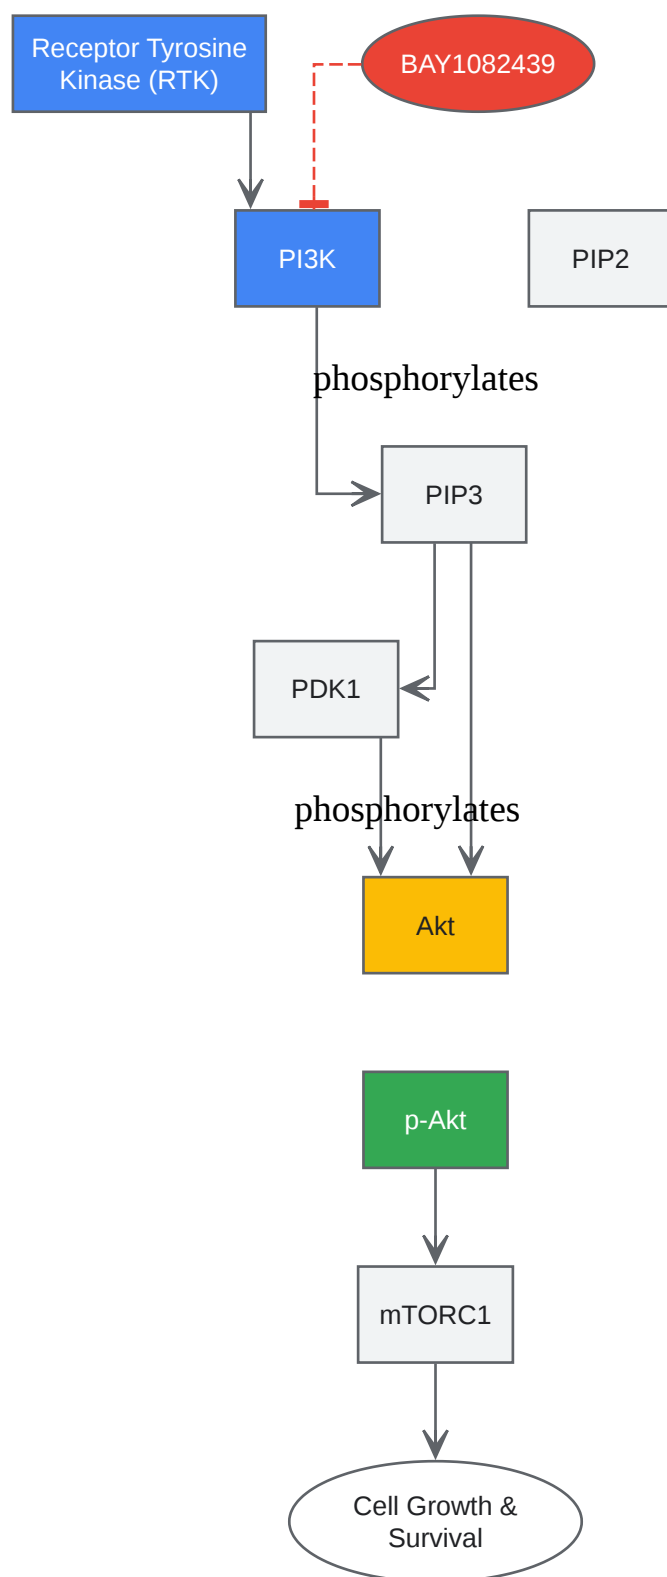 Receptor Tyrosine
Kinase (RTK)
BAY1082439
PI3K
PIP2
phosphorylates
PIP3
PDK1
phosphorylates
Akt
p-Akt
mTORC1
Cell Growth &
Survival